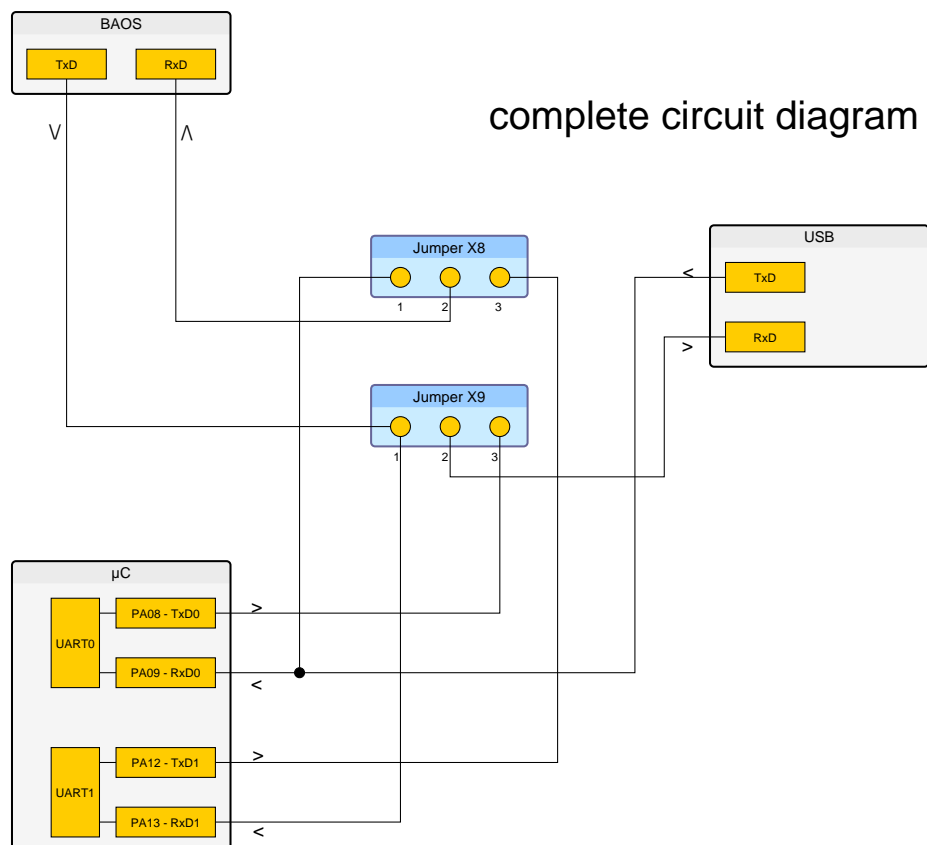 BAOS
TxD
RxD
\/
/\
complete circuit diagram
Jumper X8
1
2
3
USB
<
TxD
RxD
>
Jumper X9
1
2
3
µC
UART0
PA08 - TxD0
>
PA09 - RxD0
<
UART1
PA12 - TxD1
>
PA13 - RxD1
<